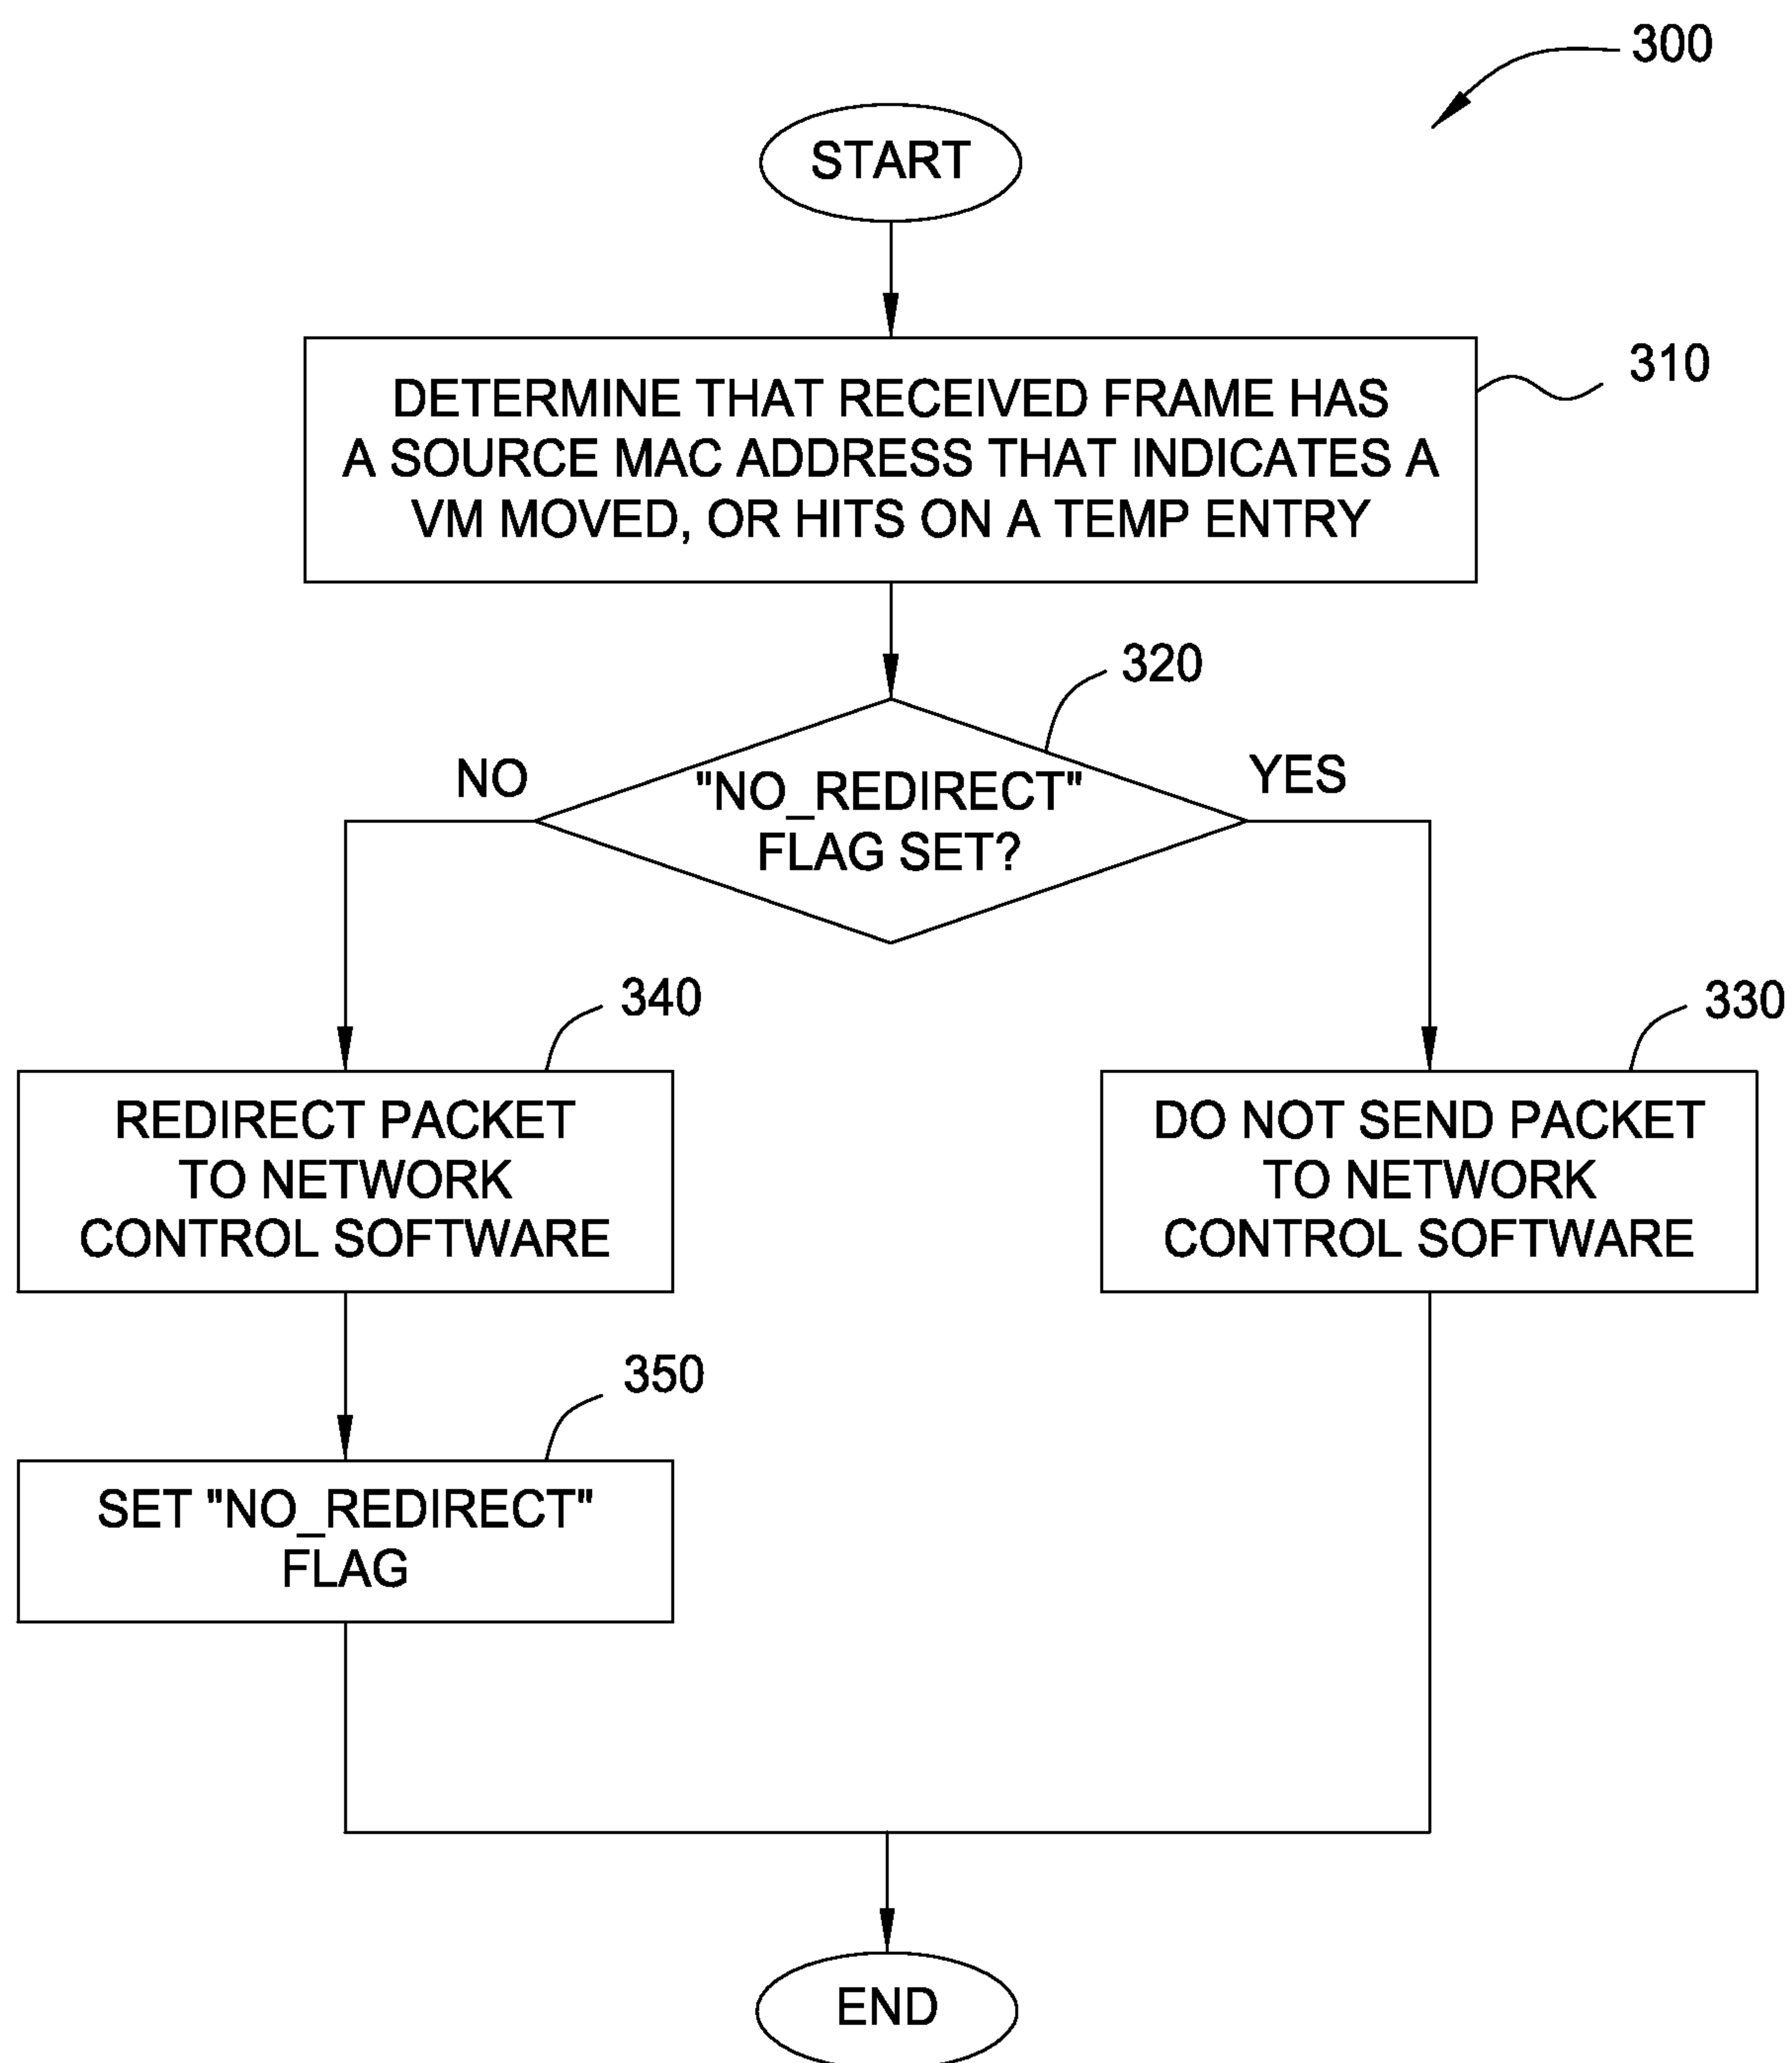 300
START
310
DETERMINE THAT RECEIVED FRAME HAS
A SOURCE MAC ADDRESS THAT INDICATES A
VM MOVED, OR HITS ON A TEMP ENTRY
320
NO
YES
"NO_REDIRECT"
FLAG SET?
340
REDIRECT PACKET
TO NETWORK
CONTROL SOFTWARE
330
DO NOT SEND PACKET
TO NETWORK
CONTROL SOFTWARE
350
SET "NO_REDIRECT"
FLAG
END